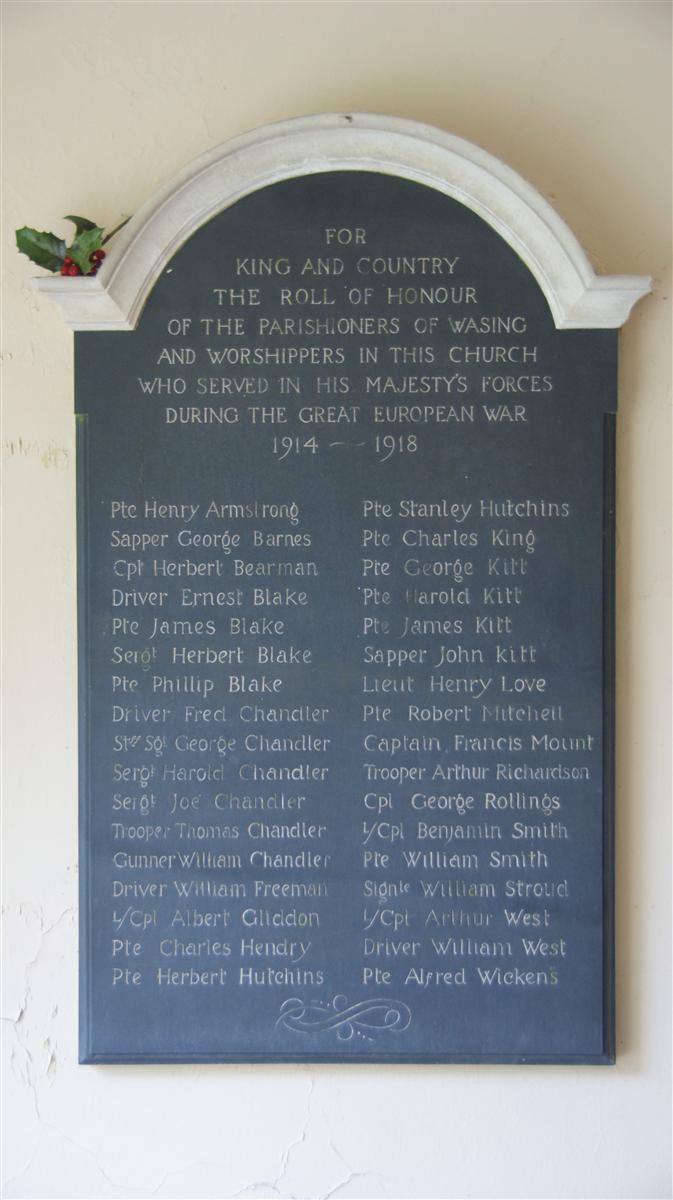 FOR
KING AND COUNTRY
THE ROLL OF HONOUR
OF THE PARISHIONERS OF WASING
AND WORSHIPPERS IN THIS CHURCH
WHO SERVED IN HIS MAJESTY'S FORCES
DURING THE GREAT EUROPEAN WAR
1914 — 1918
Pte Henry Armstrong
Sapper George Barnes
Cpl Herbert Bearman
Driver Ernest Blake
Pte James Blake
Sergt Herbert Blake
Pte Phillip Blake
Driver Fred Chandler
Sgt George Chandler
Sergt Harold Chandler
Sergt Joe Chandler
Trooper Thomas Chandler
Gunner William Chandler
Driver William Freeman
L/Cpl Albert Gliddon
Pte Charles Hendry
Pte Herbert Hutchins
Pte Stanley Hutchins
Pte Charles King
Pte George Kitt
Pte Harold Kitt
Pte James Kitt
Sapper John Kitt
Lieut Henry Love
Pte Robert Mitchell
Captain Francis Mount
Trooper Arthur Richardson
Cpl George Rollings
L/Cpl Benjamin Smith
Pte William Smith
Signle William Stroud
L/Cpl Arthur West
Driver William West
Pte Alfred Wickens